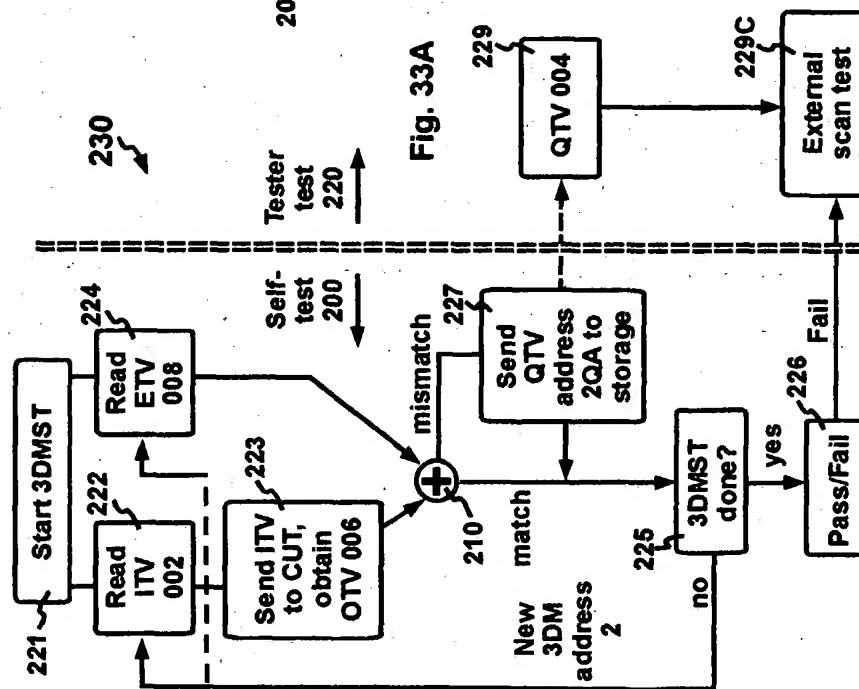 230
20
Fig. 33A
Self-
test
200
Tester
test
220
221
Start 3DMST
222
Read
ITV
002
224
Read
ETV
008
223
Send ITV
to CUT,
obtain
OTV 006
210
mismatch
match
227
Send
QTV
address
2QA to
storage
229
QTV 004
229C
External
scan test
225
3DMST
done?
no
yes
New
3DM
address
2
226
Pass/Fail
Fail